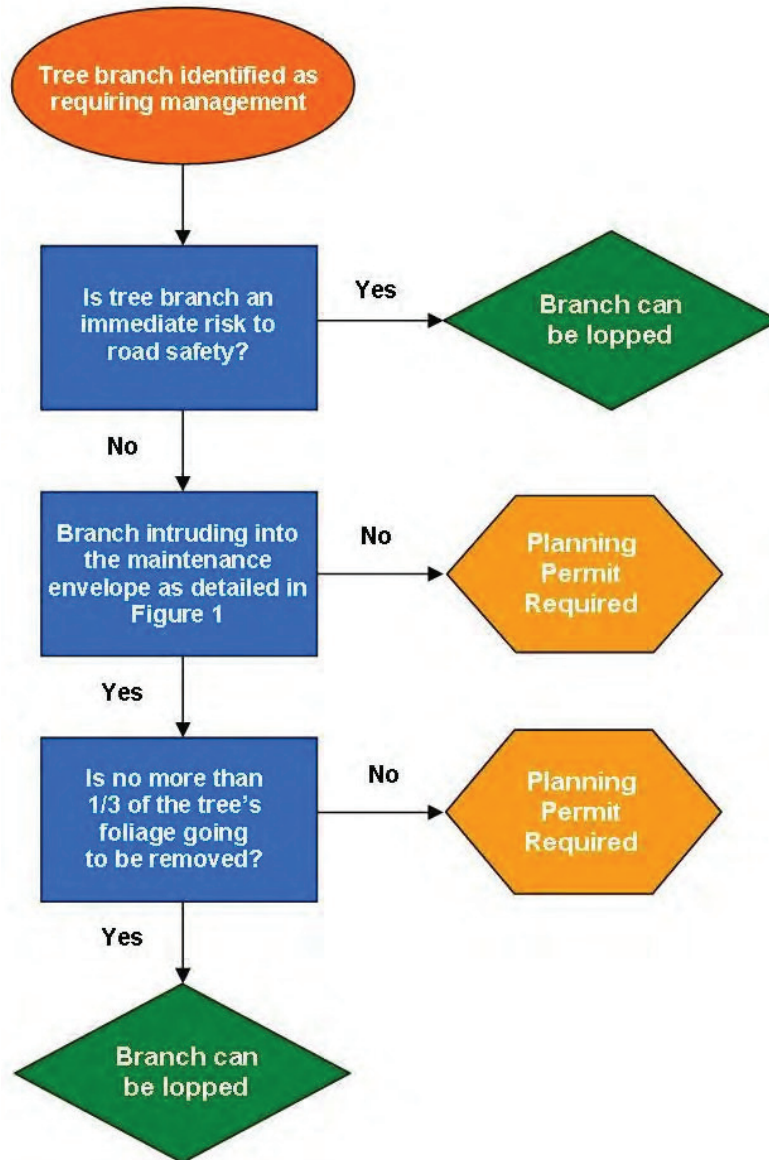 Tree branch identified as
requiring management
Is tree branch an
immediate risk to
road safety?
Yes
Branch can
be lopped
No
Branch intruding into
the maintenance
envelope as detailed in
Figure 1
No
Planning
Permit
Required
Yes
Is no more than
1/3 of the tree's
foliage going
to be removed?
No
Planning
Permit
Required
Yes
Branch can
be lopped